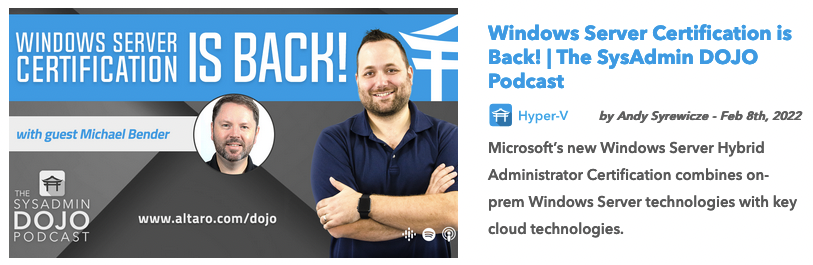 WINDOWS SERVER
CERTIFICATION IS BACK!
with guest Michael Bender
THE
SYSADMIN
DOJO
PODCAST
www.altaro.com/dojo
Windows Server Certification is
Back! | The SysAdmin DOJO
Podcast
Hyper-V by Andy Syrewicze - Feb 8th, 2022
Microsoft’s new Windows Server Hybrid
Administrator Certification combines on-
prem Windows Server technologies with key
cloud technologies.